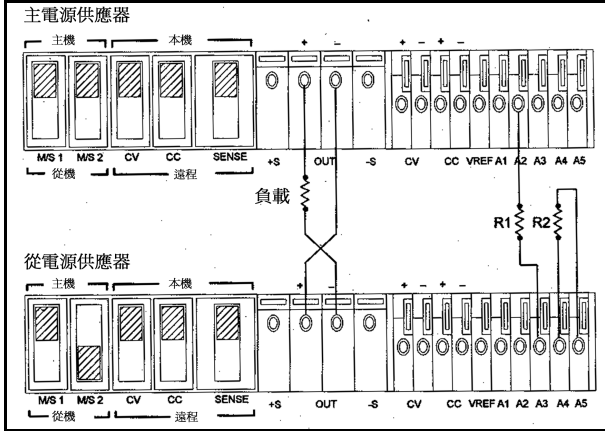 主電源供應器
主機 本機
+ − + − + −
M/S 1 M/S 2 CV CC SENSE +S OUT -S CV CC VREF A1 A2 A3 A4 A5
從機 遠程
負載
R1 R2
從電源供應器
主機 本機
+ − + − + −
M/S 1 M/S 2 CV CC SENSE +S OUT -S CV CC VREF A1 A2 A3 A4 A5
從機 遠程